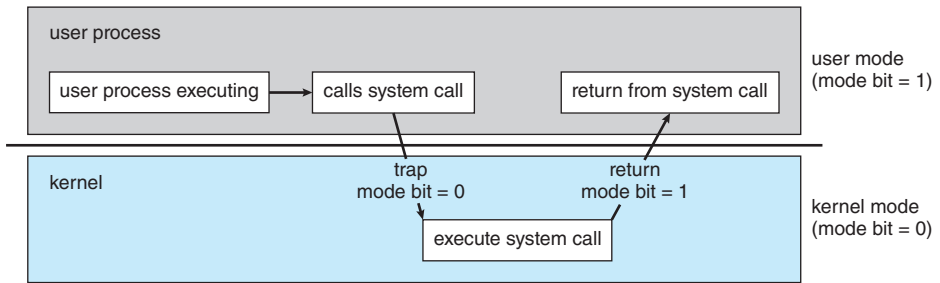 user process
user process executing
calls system call
return from system call
user mode
(mode bit = 1)
kernel
trap
mode bit = 0
return
mode bit = 1
execute system call
kernel mode
(mode bit = 0)